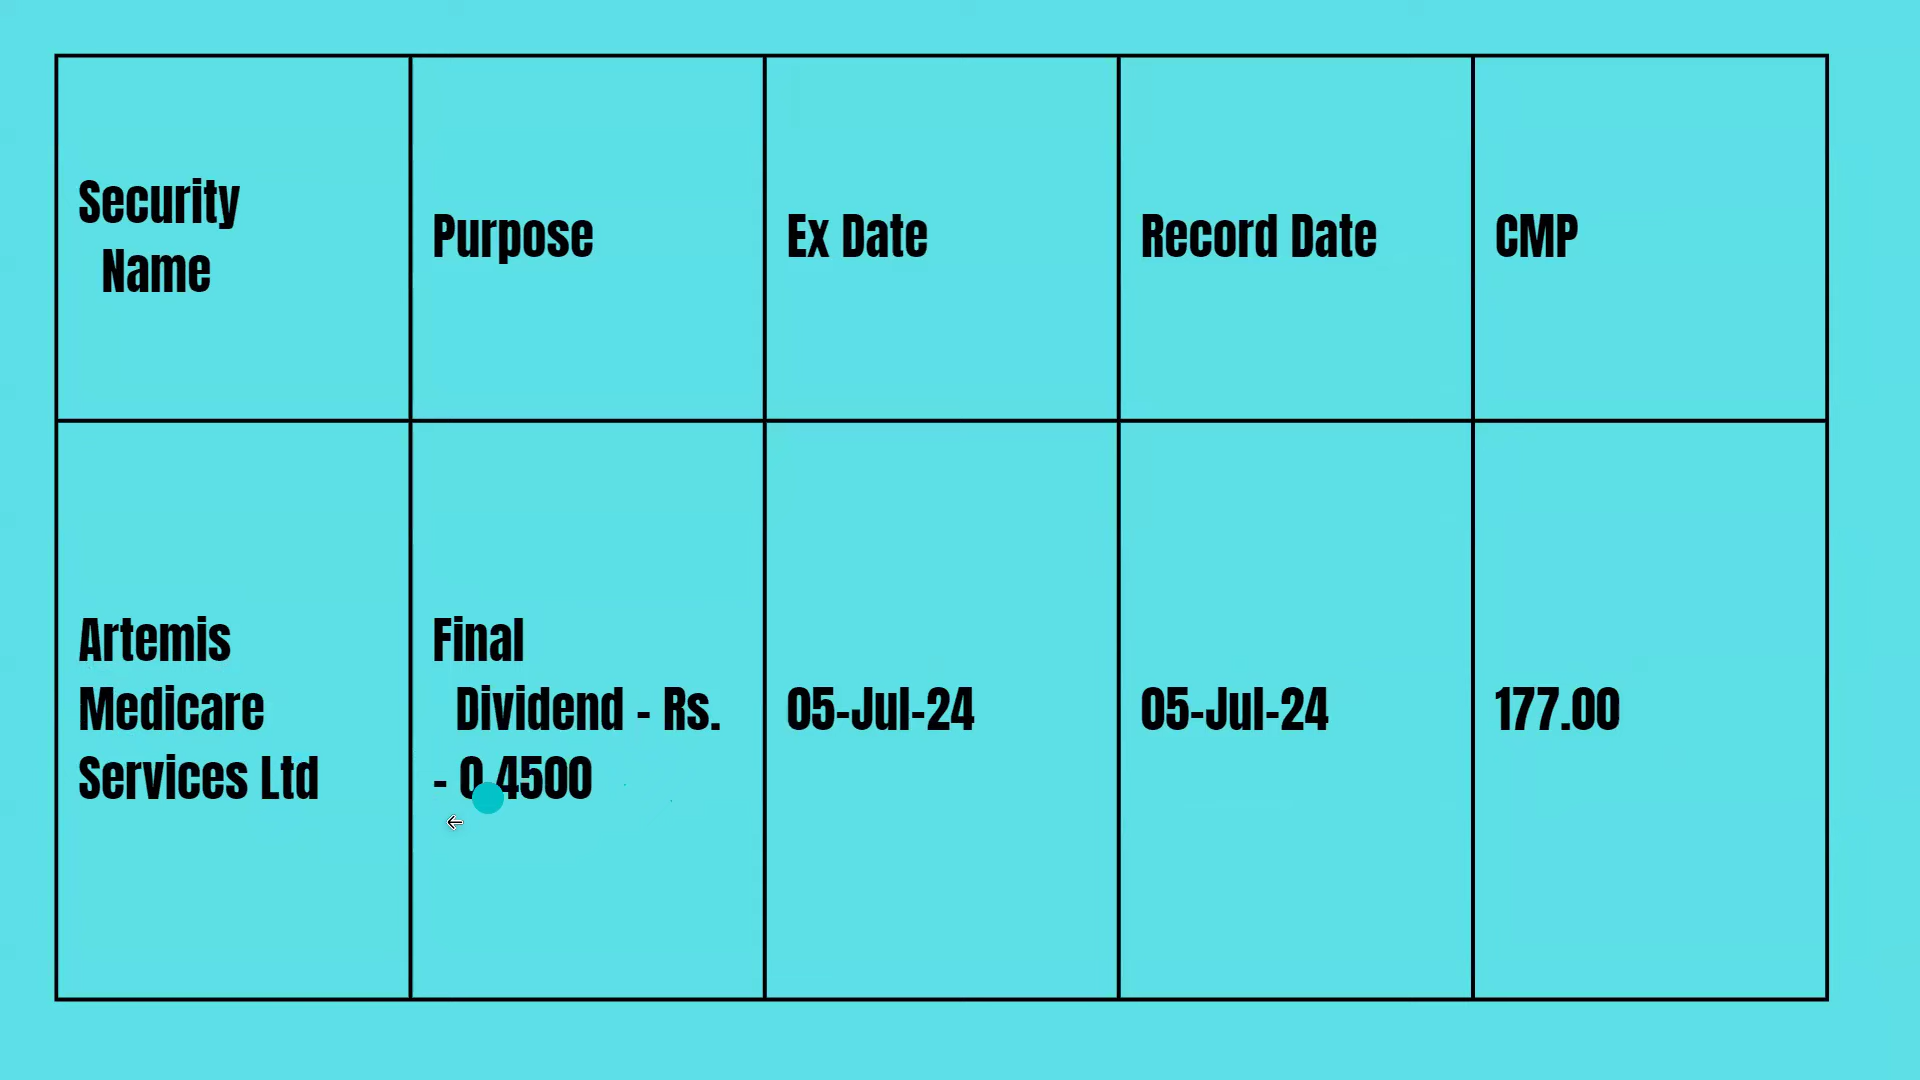 Security
Name
Purpose
Ex Date
Record Date
CMP
Artemis
Medicare
Services Ltd
Final
Dividend - Rs.
- 0.4500
05-Jul-24
05-Jul-24
177.00